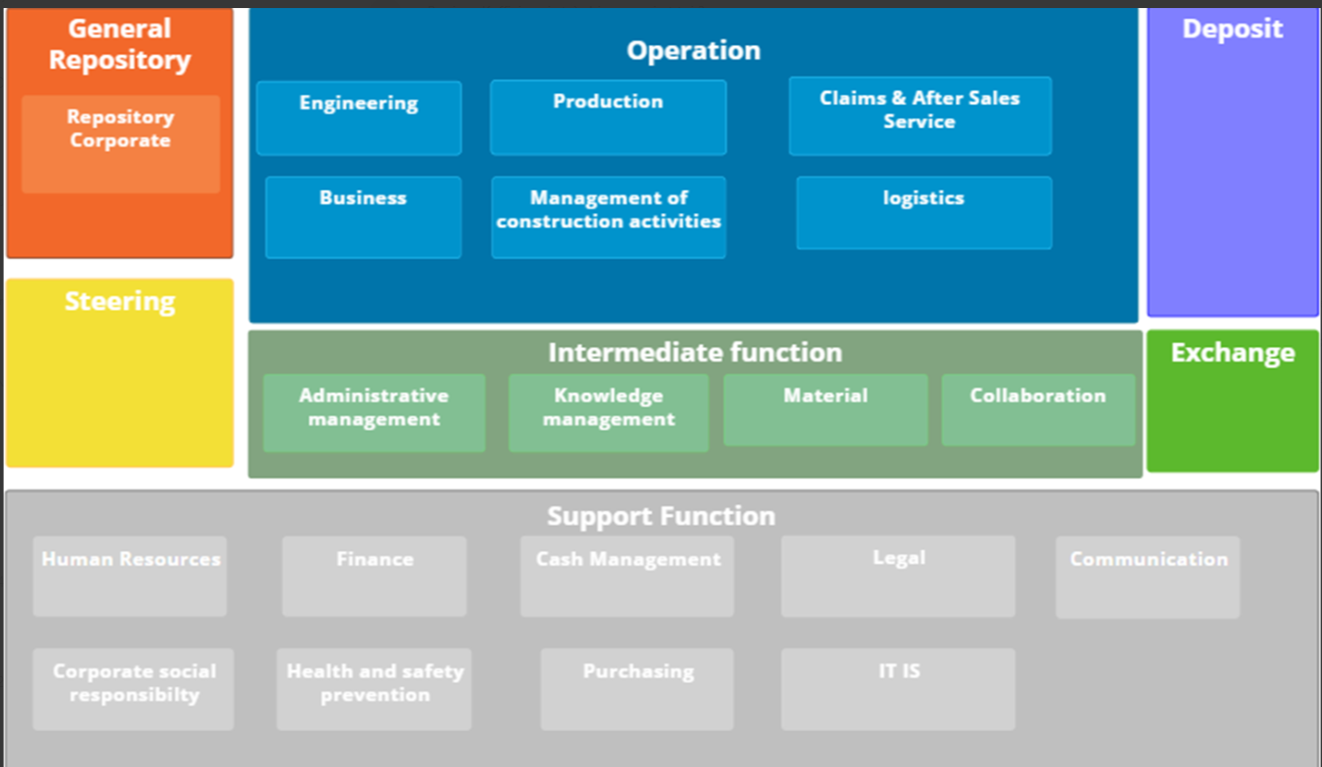 General
Repository
Repository
Corporate
Operation
Engineering
Production
Claims & After Sales
Service
Business
Management of
construction activities
logistics
Deposit
Steering
Intermediate function
Administrative
management
Knowledge
management
Material
Collaboration
Exchange
Support Function
Human Resources
Finance
Cash Management
Legal
Communication
Corporate social
responsibilty
Health and safety
prevention
Purchasing
IT IS